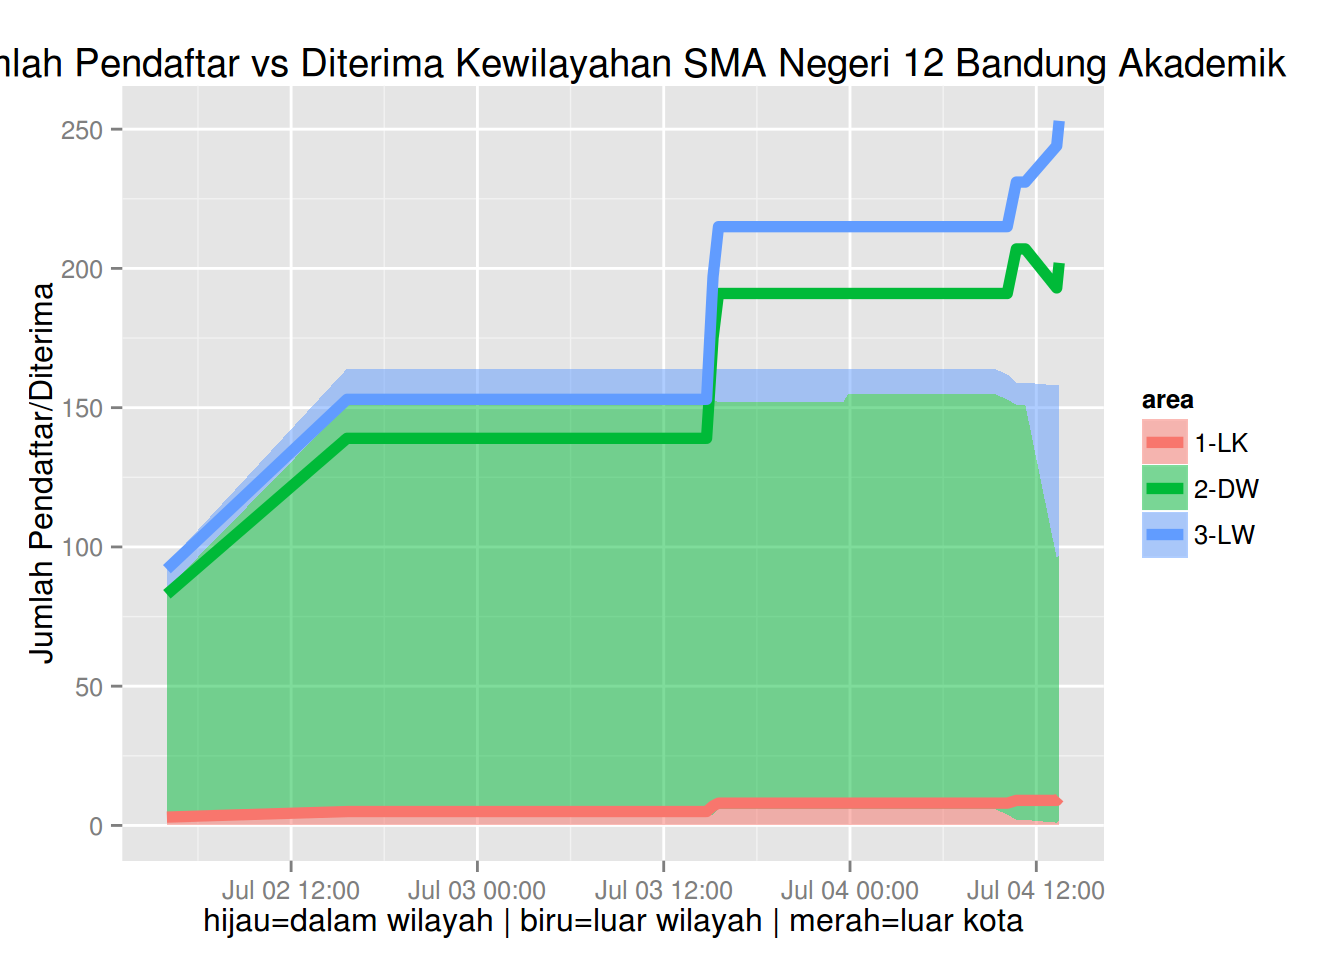 mlah Pendaftar vs Diterima Kewilayahan SMA Negeri 12 Bandung Akademik
250
200
150
100
50
0
Jumlah Pendaftar/Diterima
Jul 02 12:00
Jul 03 00:00
Jul 03 12:00
Jul 04 00:00
Jul 04 12:00
hijau=dalam wilayah | biru=luar wilayah | merah=luar kota
area
1-LK
2-DW
3-LW